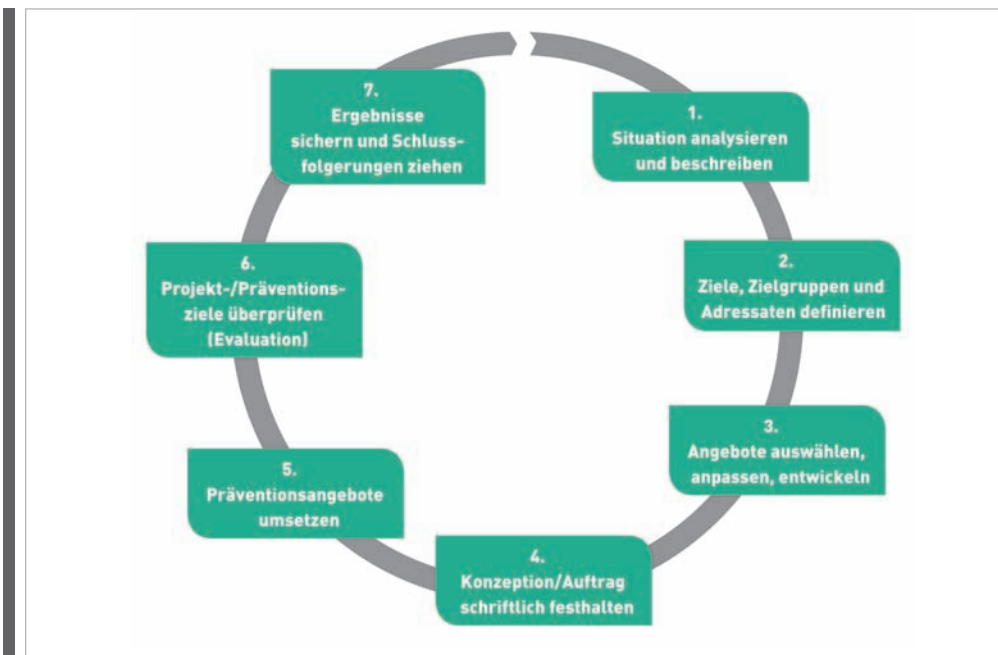 1.
Situation analysieren
und beschreiben
2.
Ziele, Zielgruppen und
Adressaten definieren
3.
Angebote auswählen,
anpassen, entwickeln
4.
Konzeption/Auftrag
schriftlich festhalten
5.
Präventionsangebote
umsetzen
6.
Projekt-/Präventions-
ziele überprüfen
(Evaluation)
7.
Ergebnisse
sichern und Schluss-
folgerungen ziehen